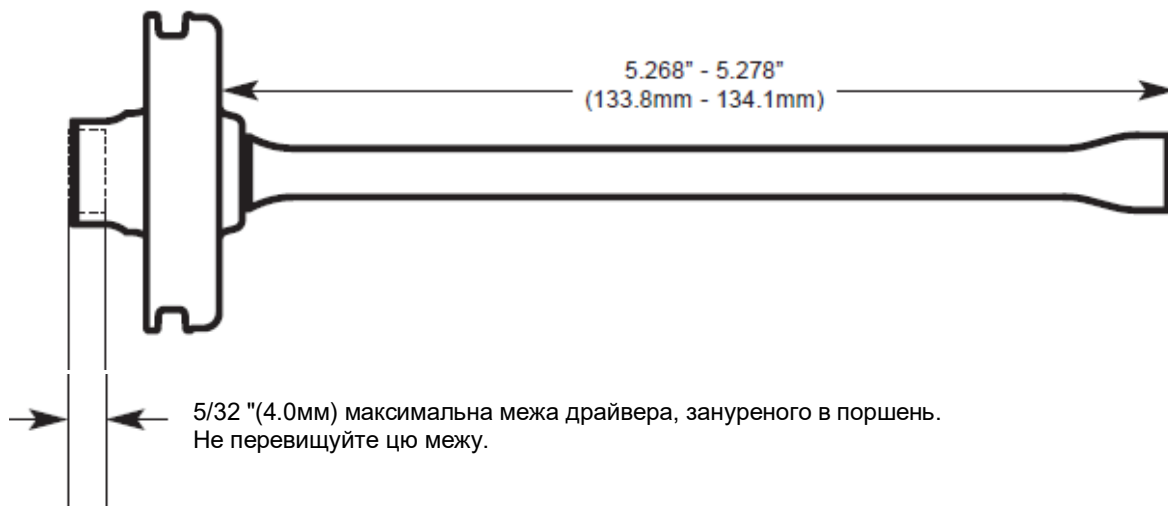 5.268" - 5.278"
(133.8mm - 134.1mm)
5/32 "(4.0мм) максимальна межа драйвера, зануреного в поршень.
Не перевищуйте цю межу.